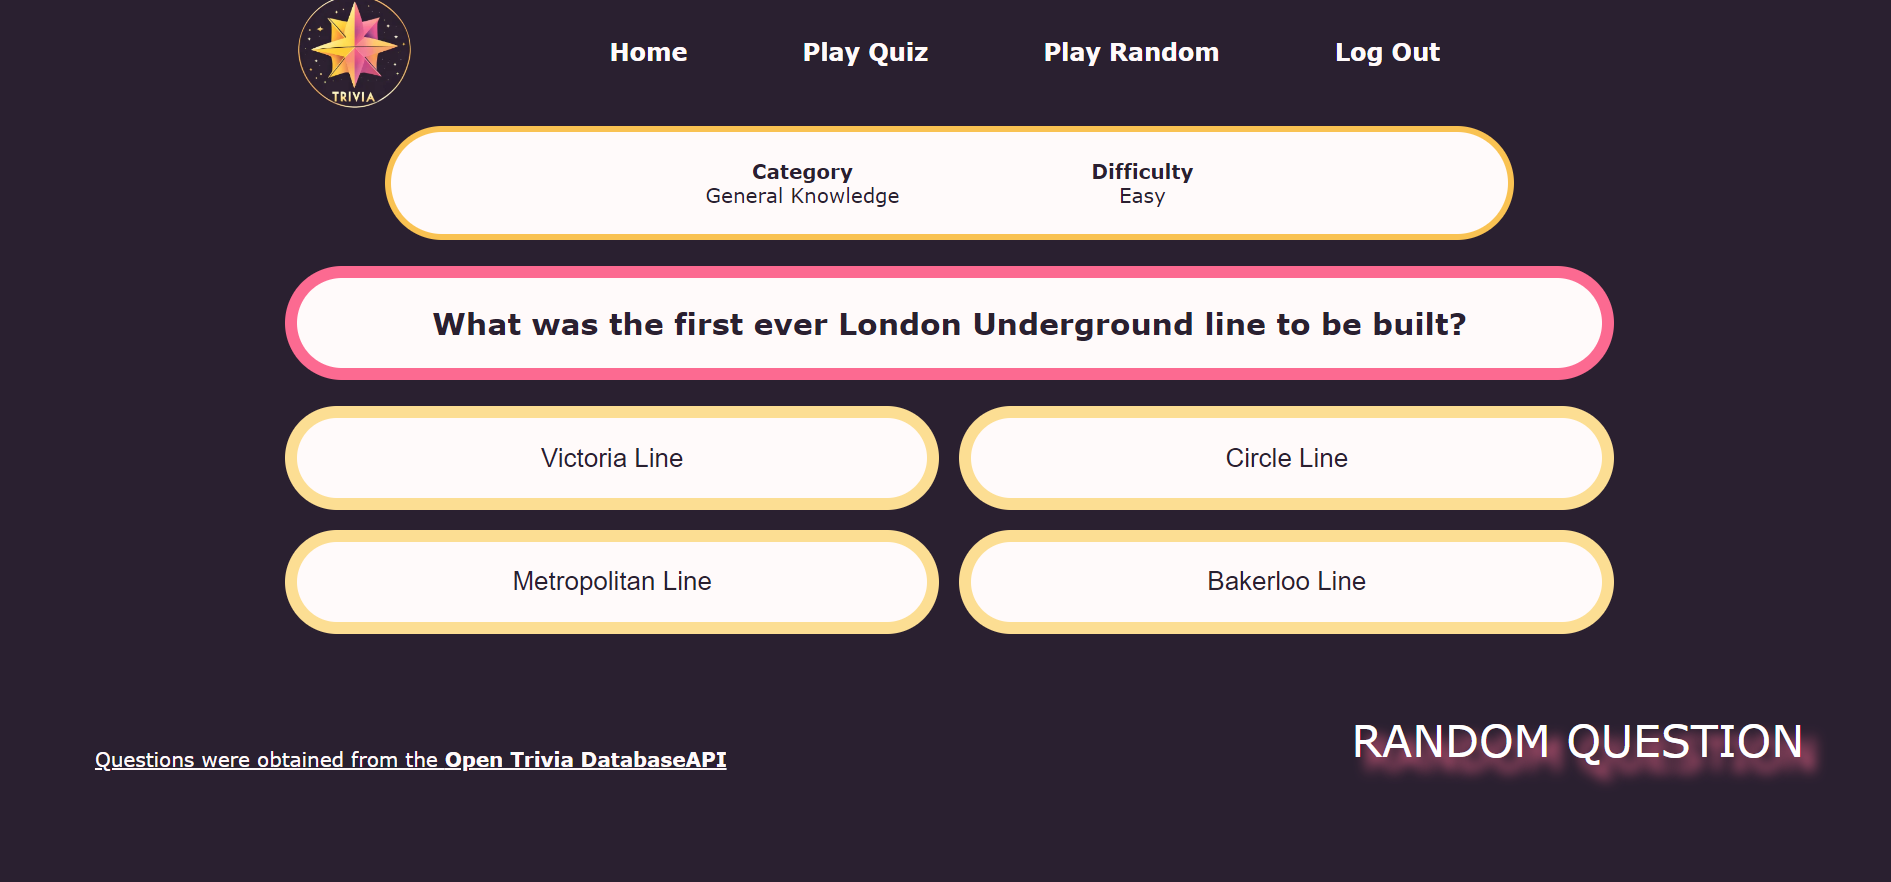 TRIVIA
Home Play Quiz Play Random Log Out
Category Difficulty
General Knowledge Easy
What was the first ever London Underground line to be built?
Victoria Line Circle Line
Metropolitan Line Bakerloo Line
RANDOM QUESTION
Questions were obtained from the Open Trivia DatabaseAPI